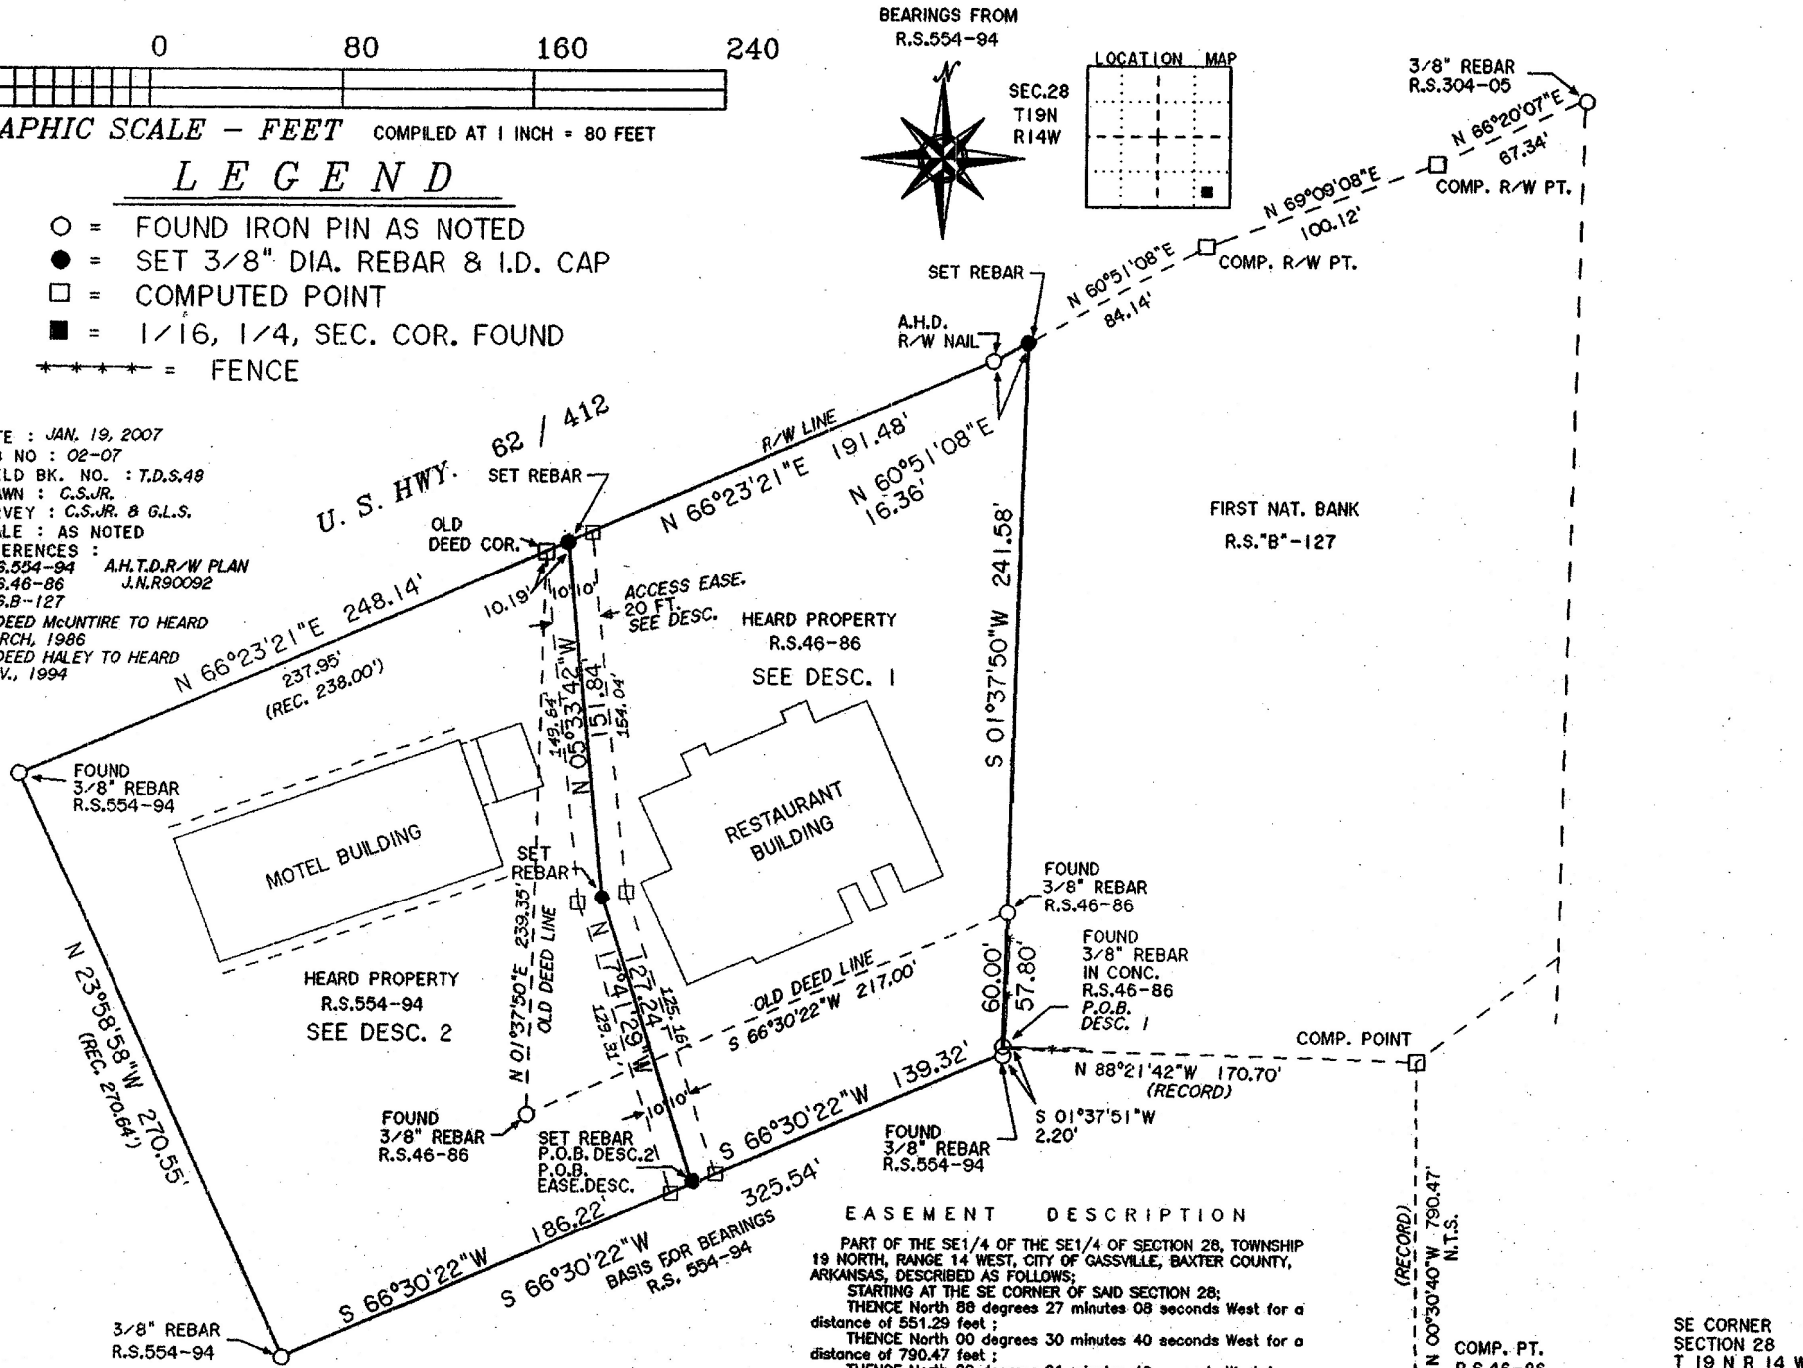 0 80 160 240
APHIC SCALE - FEET COMPILED AT 1 INCH = 80 FEET
LEGEND
○ = FOUND IRON PIN AS NOTED
● = SET 3/8" DIA. REBAR & I.D. CAP
□ = COMPUTED POINT
■ = 1/16, 1/4, SEC. COR. FOUND
= FENCE
BEARINGS FROM
R.S.554-94
N
LOCATION MAP
SEC.28
T19N
R14W
3/8" REBAR
R.S.304-05
N 66°20'07"E
67.34'
COMP. R/W PT.
N 69°09'08"E
100.12'
COMP. R/W PT.
N 60°51'08"E
84.14'
SET REBAR
A.H.D.
R/W NAIL
TE : JAN. 19, 2007
NO : 02-07
LD BK. NO. : T.D.S.48
WN : C.S.JR.
VEY : C.S.JR. & G.L.S.
LE : AS NOTED
ERENCES :
S.554-94 A.H.T.D.R/W PLAN
S.46-86 J.N.R90092
S.B-127
DEED McUNTIRE TO HEARD
RCH, 1986
DEED HALEY TO HEARD
V., 1994
U. S. HWY. 62 / 412
SET REBAR
OLD
DEED COR.
R/W LINE
N 66°23'21"E 191.48'
N 60°51'08"E
16.36'
10.19'
10' 10'
ACCESS EASE.
20 FT.
SEE DESC.
N 66°23'21"E 248.14'
237.95'
(REC. 238.00')
149.64'
N 05°33'42"W
151.84'
154.04'
HEARD PROPERTY
R.S.46-86
SEE DESC. 1
S 01°37'50"W 241.58'
FIRST NAT. BANK
R.S."B"-127
FOUND
3/8" REBAR
R.S.554-94
MOTEL BUILDING
RESTAURANT
BUILDING
SET
REBAR
FOUND
3/8" REBAR
R.S.46-86
N 01°37'50"E 239.35'
OLD DEED LINE
N 17°41'29"W
127.24'
125.16'
129.31'
OLD DEED LINE
S 66°30'22"W 217.00'
60.00'
57.80'
FOUND
3/8" REBAR
IN CONC.
R.S.46-86
P.O.B.
DESC. 1
N 23°58'58"W 270.55'
(REC. 270.64')
HEARD PROPERTY
R.S.554-94
SEE DESC. 2
COMP. POINT
N 88°21'42"W 170.70'
(RECORD)
S 01°37'51"W
2.20'
FOUND
3/8" REBAR
R.S.554-94
FOUND
3/8" REBAR
R.S.46-86
10' 10'
SET REBAR
P.O.B. DESC.2
P.O.B.
EASE.DESC.
S 66°30'22"W 139.32'
S 66°30'22"W 186.22'
S 66°30'22"W 325.54'
BASIS FOR BEARINGS
R.S. 554-94
3/8" REBAR
R.S.554-94
EASEMENT DESCRIPTION
PART OF THE SE1/4 OF THE SE1/4 OF SECTION 28, TOWNSHIP
19 NORTH, RANGE 14 WEST, CITY OF GASSVILLE, BAXTER COUNTY,
ARKANSAS, DESCRIBED AS FOLLOWS;
STARTING AT THE SE CORNER OF SAID SECTION 28;
THENCE North 88 degrees 27 minutes 08 seconds West for a
distance of 551.29 feet ;
THENCE North 00 degrees 30 minutes 40 seconds West for a
distance of 790.47 feet ;
(RECORD)
N 00°30'40"W 790.47'
N.T.S.
COMP. PT.
R.S.46-86
SE CORNER
SECTION 28
T 19 N R 14 W